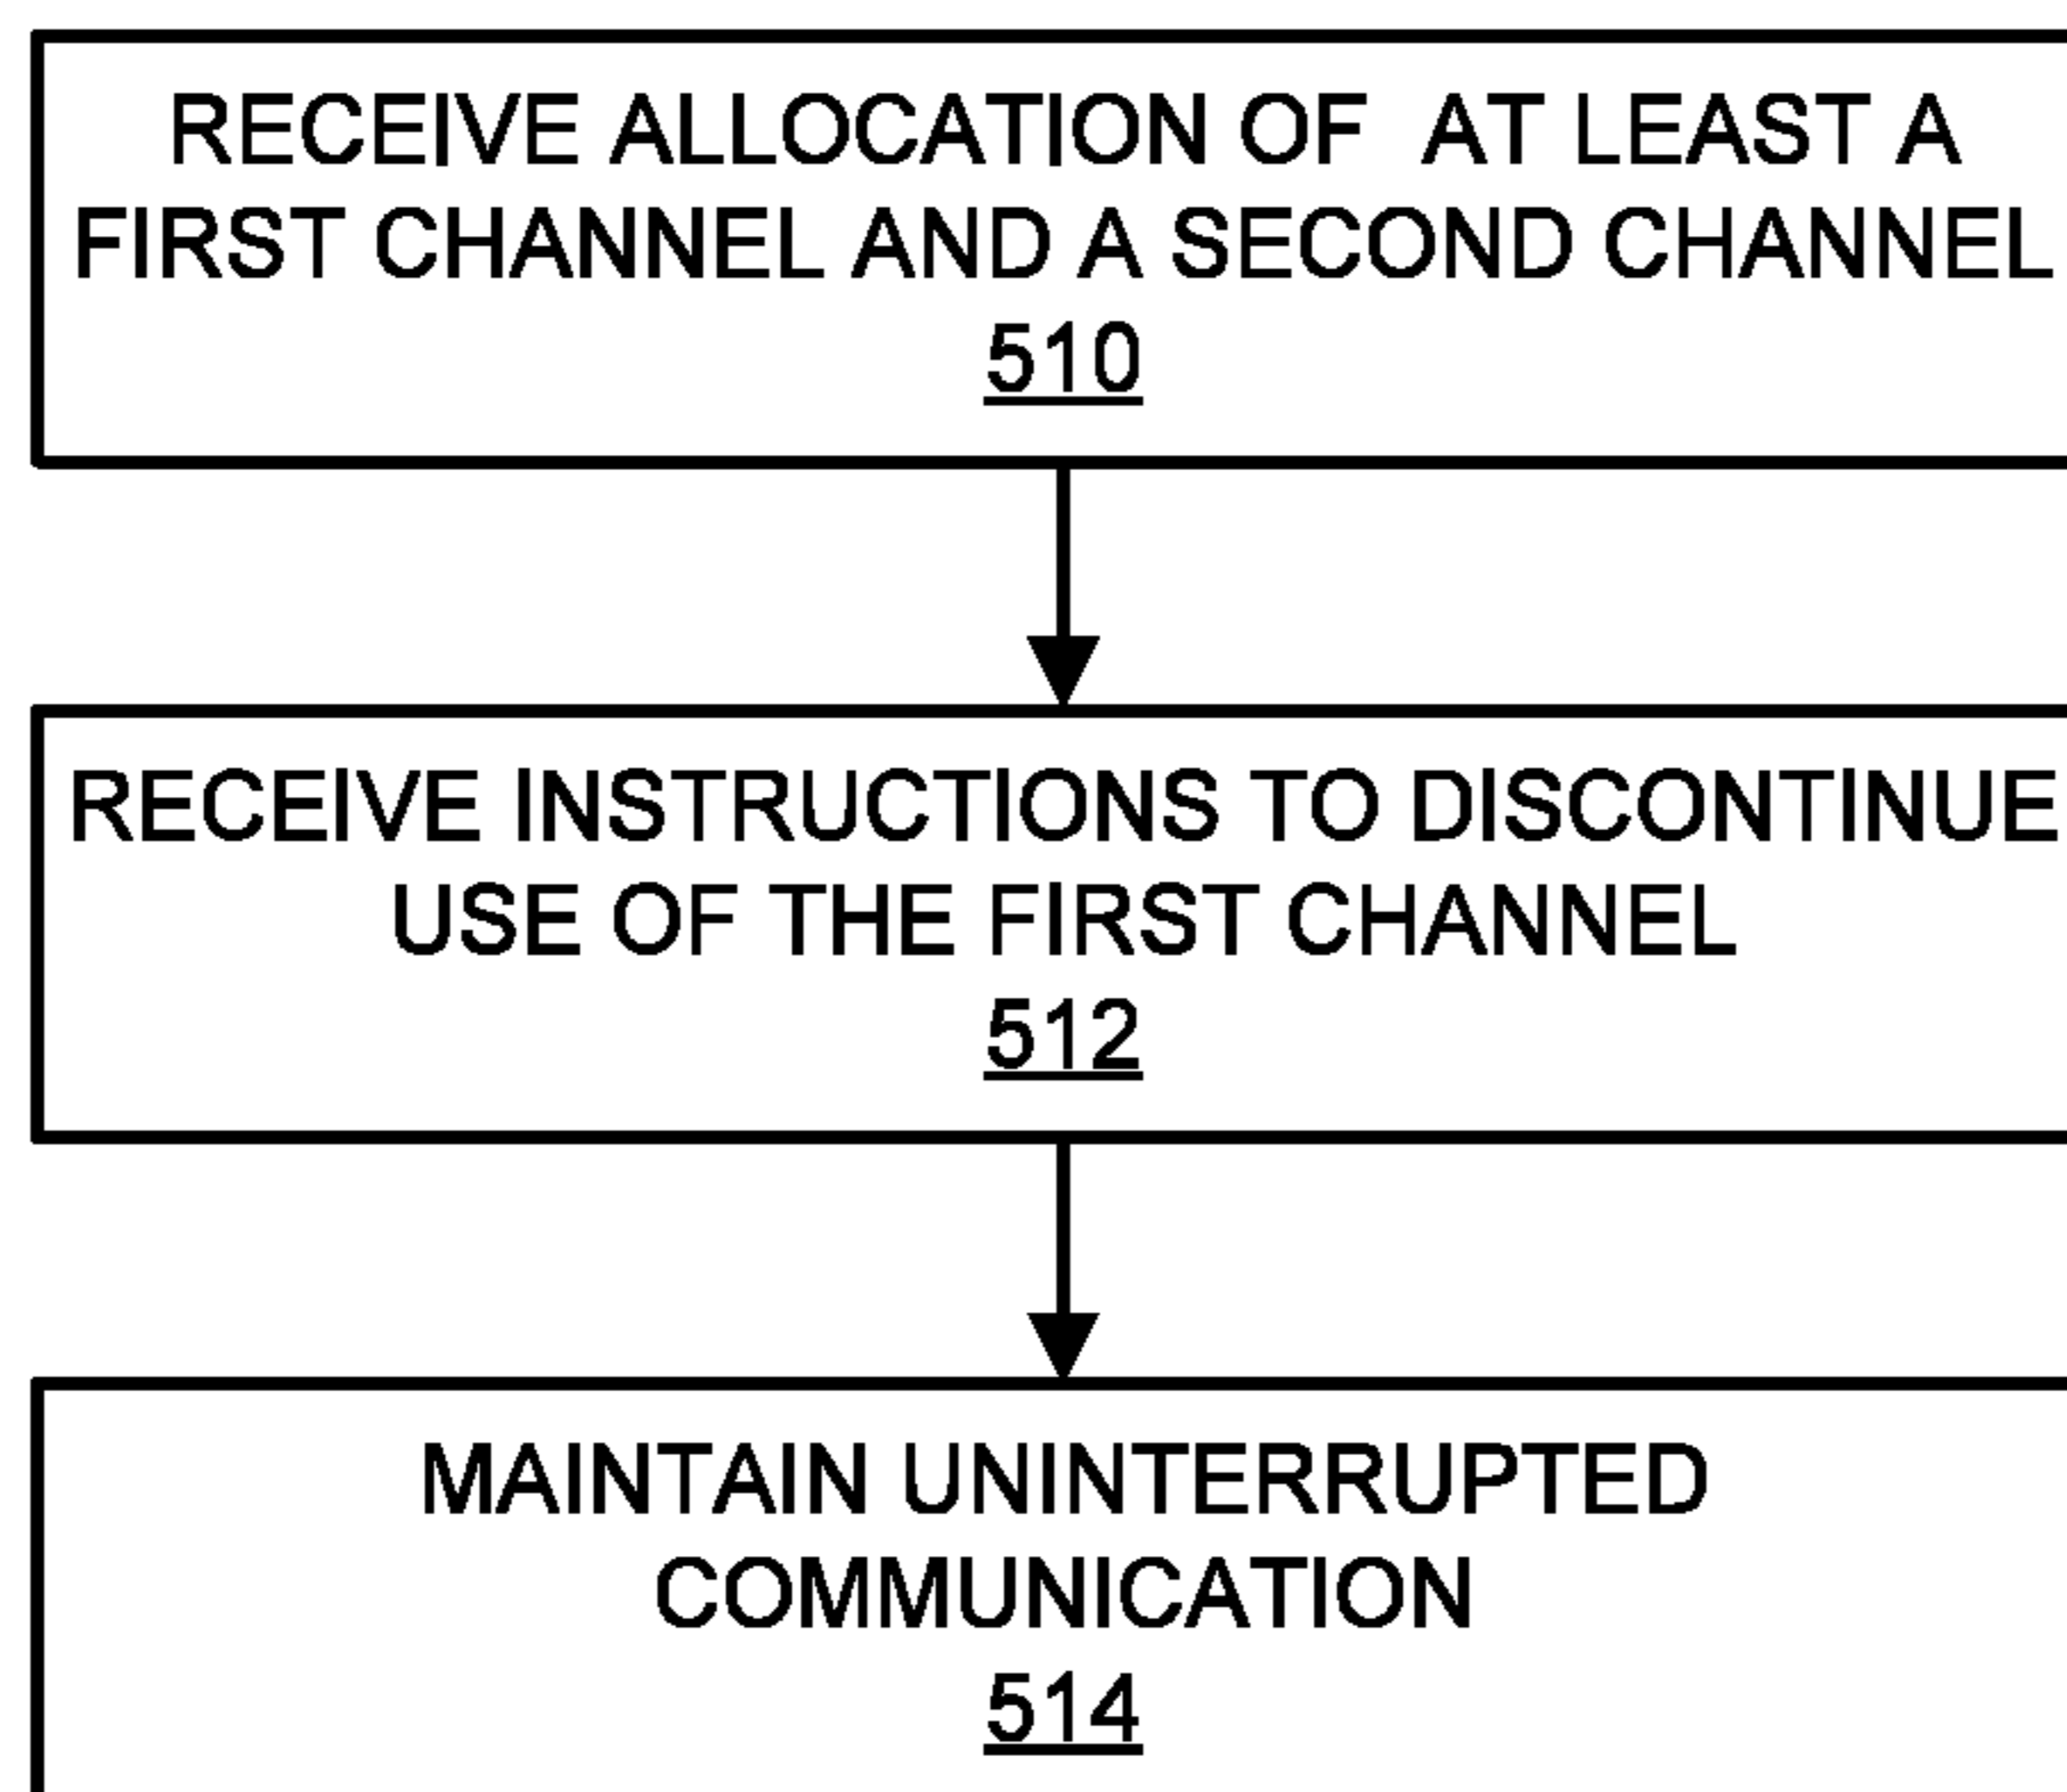 RECEIVE ALLOCATION OF AT LEAST A
FIRST CHANNEL AND A SECOND CHANNEL
510
RECEIVE INSTRUCTIONS TO DISCONTINUE
USE OF THE FIRST CHANNEL
512
MAINTAIN UNINTERRUPTED
COMMUNICATION
514